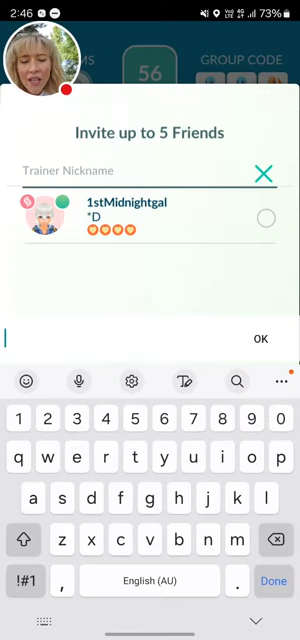 2:46
73%
MS
56
GROUP CODE
Invite up to 5 Friends
Trainer Nickname
1stMidnightgal
"D
OK
1 2 3 4 5 6 7 8 9 0
q w e r t y u i o p
a s d f g h j k l
z x c v b n m
!#1 , English (AU) . Done